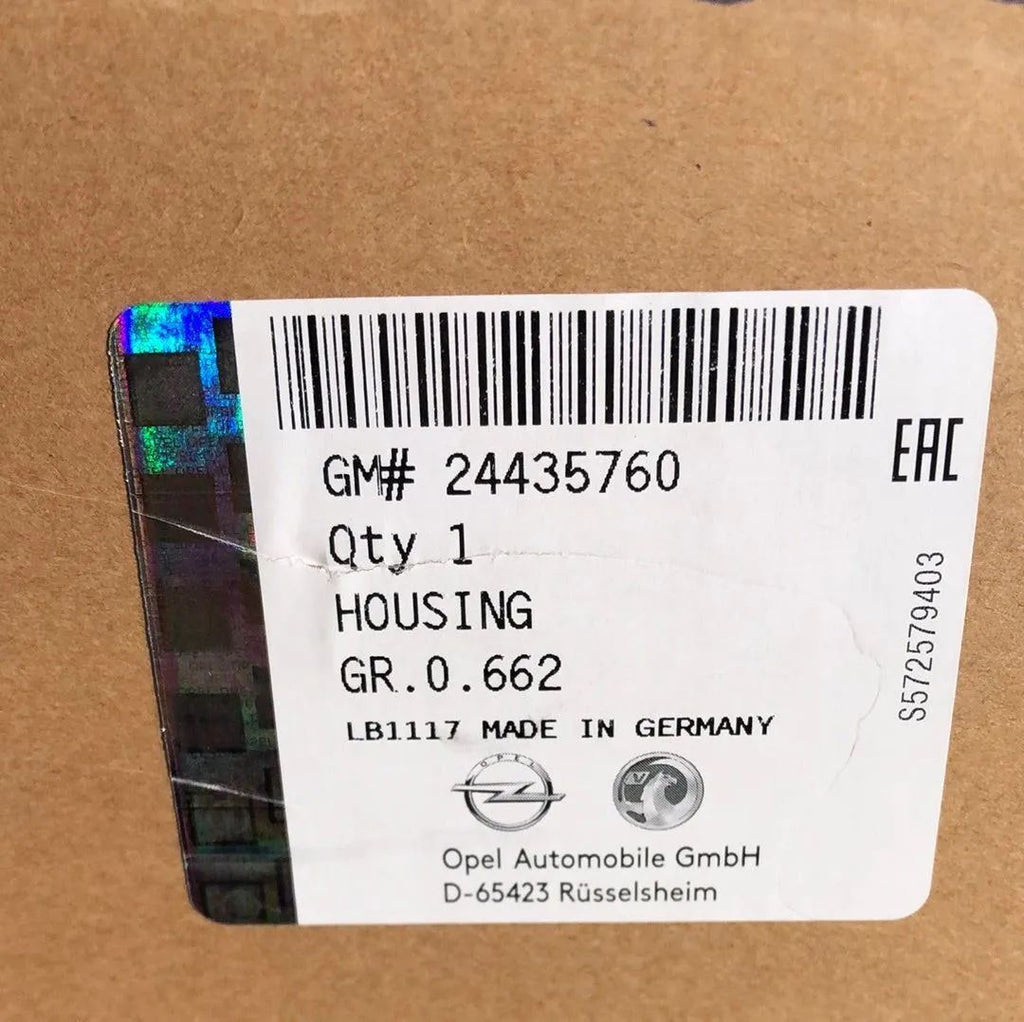 GM# 24435760
Qty 1
HOUSING
GR.0.662
LB1117 MADE IN GERMANY
EAC
S572579403
OPEL
V
Opel Automobile GmbH
D-65423 Rüsselsheim